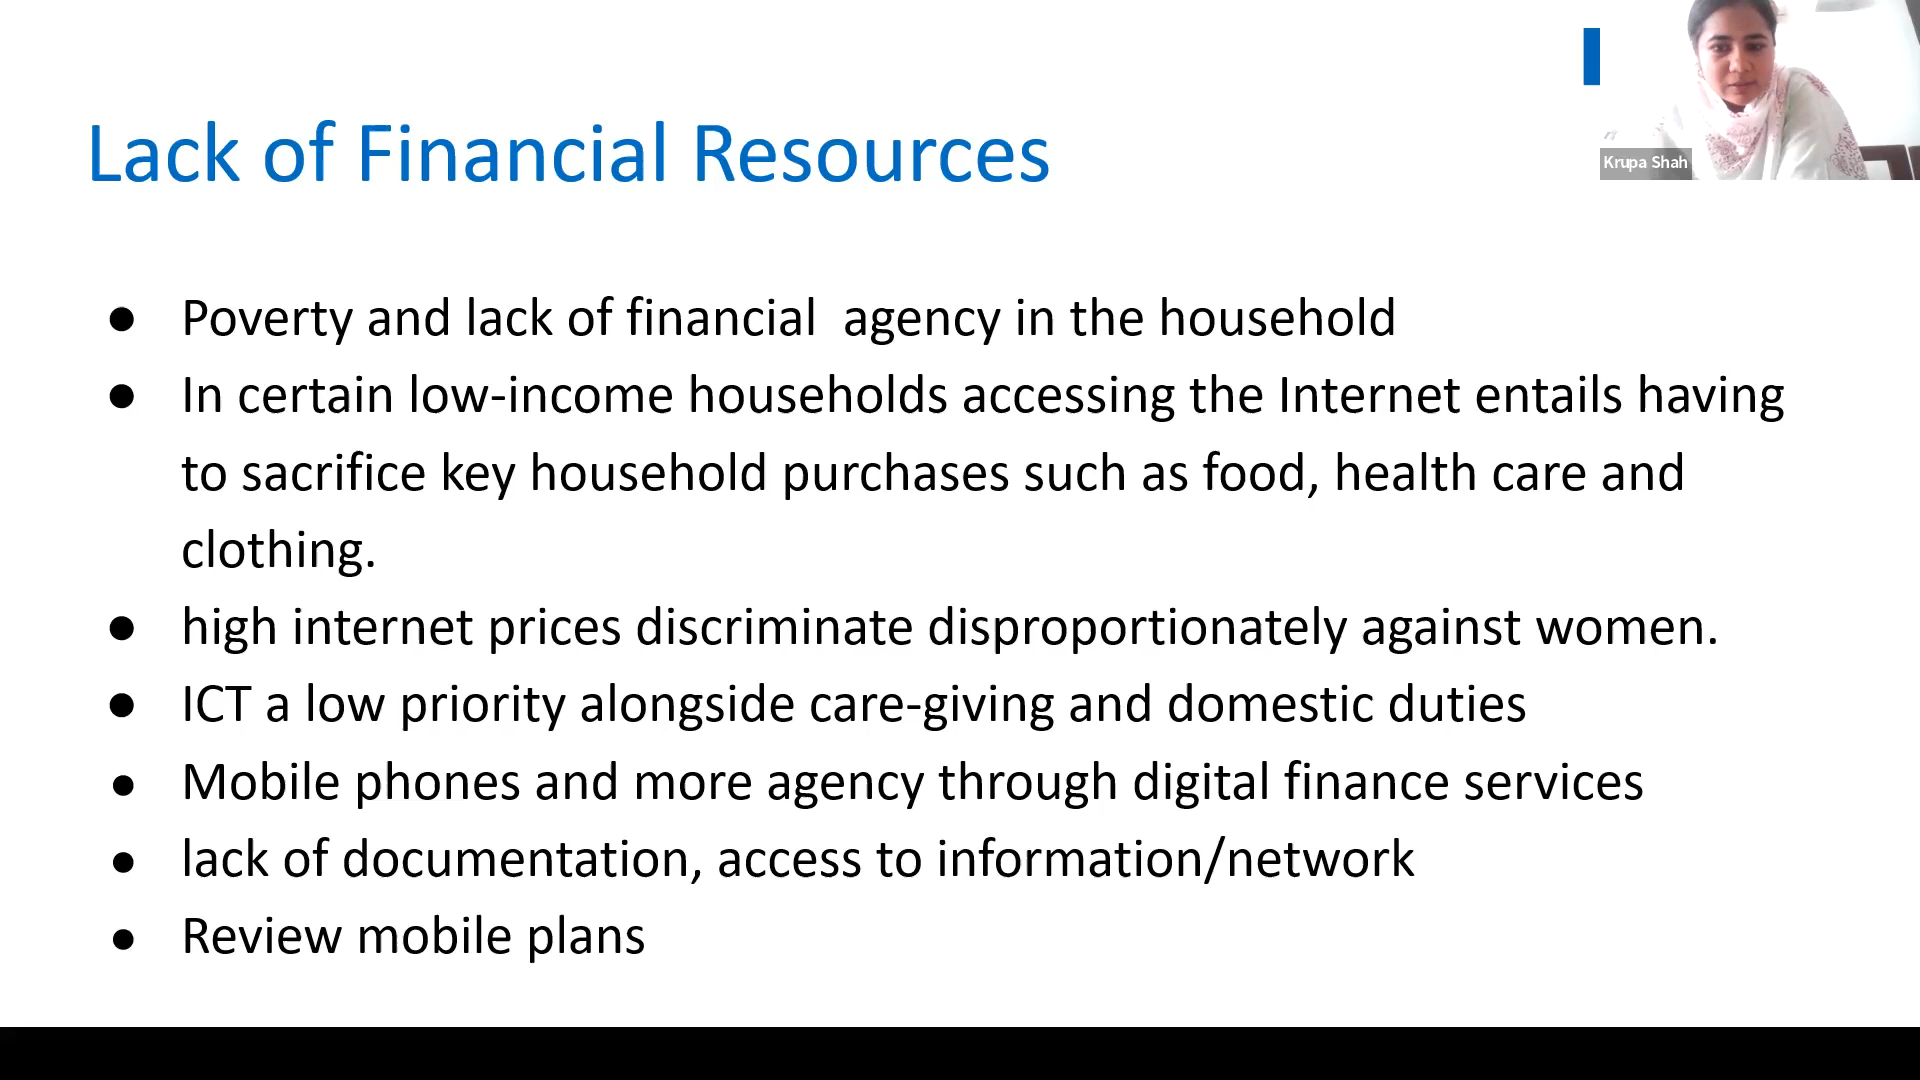 Lack of Financial Resources
Krupa Shah
● Poverty and lack of financial  agency in the household
● In certain low-income households accessing the Internet entails having
to sacrifice key household purchases such as food, health care and
clothing.
● high internet prices discriminate disproportionately against women.
● ICT a low priority alongside care-giving and domestic duties
● Mobile phones and more agency through digital finance services
● lack of documentation, access to information/network
● Review mobile plans